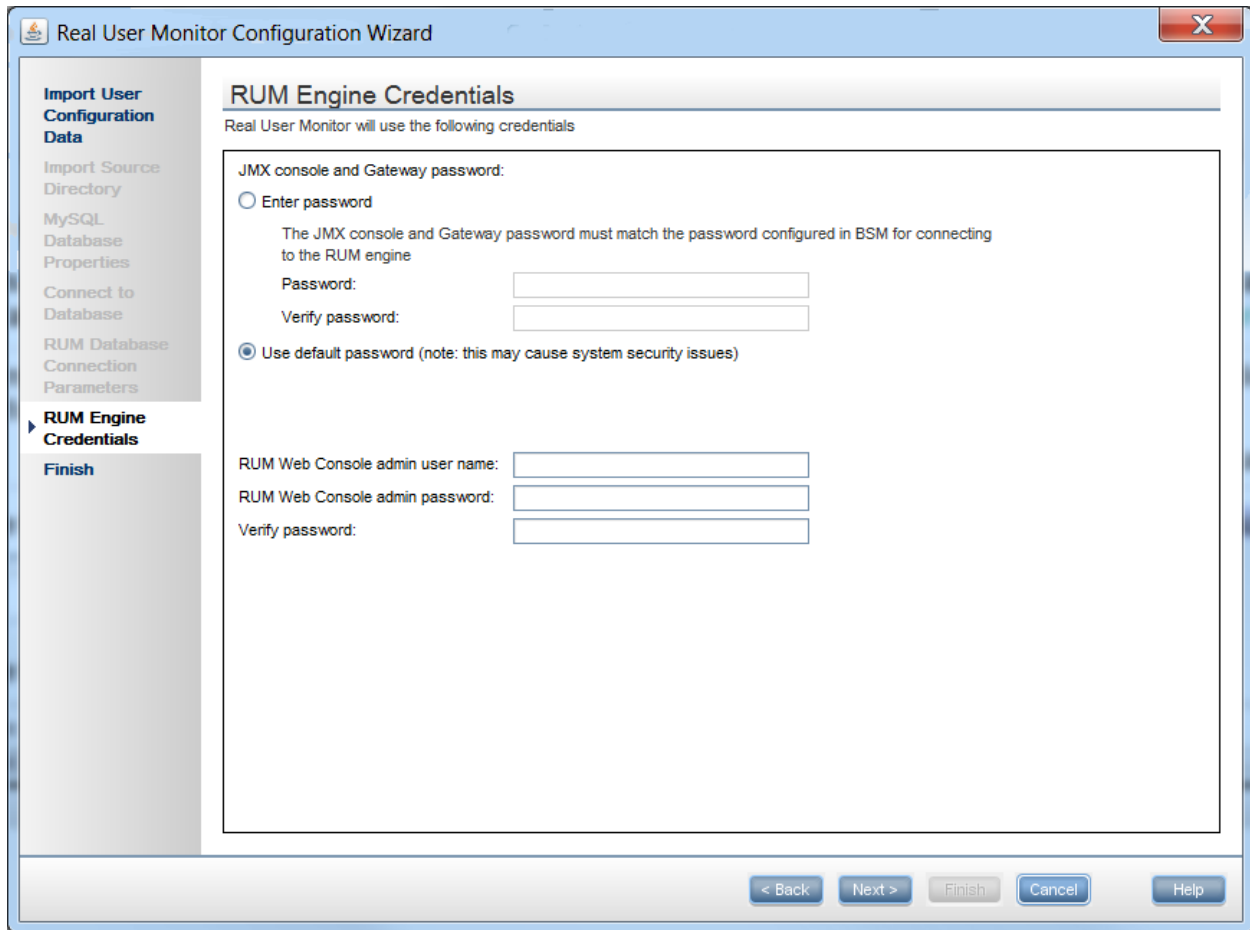 Real User Monitor Configuration Wizard
Import User
Configuration
Data
Import Source
Directory
MySQL
Database
Properties
Connect to
Database
RUM Database
Connection
Parameters
RUM Engine
Credentials
Finish
RUM Engine Credentials
Real User Monitor will use the following credentials
JMX console and Gateway password:
Enter password
The JMX console and Gateway password must match the password configured in BSM for connecting
to the RUM engine
Password:
Verify password:
Use default password (note: this may cause system security issues)
RUM Web Console admin user name:
RUM Web Console admin password:
Verify password:
< Back
Next >
Finish
Cancel
Help